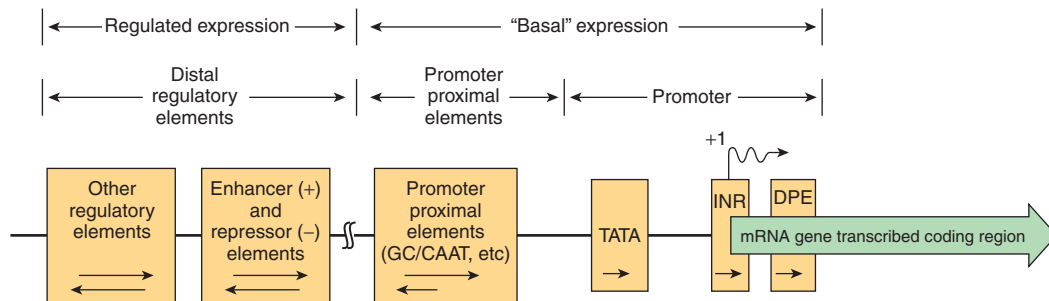 Regulated expression
“Basal” expression
Distal
regulatory
elements
Promoter
proximal
elements
Promoter
+1
Other
regulatory
elements
Enhancer (+)
and
repressor (−)
elements
Promoter
proximal
elements
(GC/CAAT, etc)
TATA
INR
DPE
mRNA gene transcribed coding region